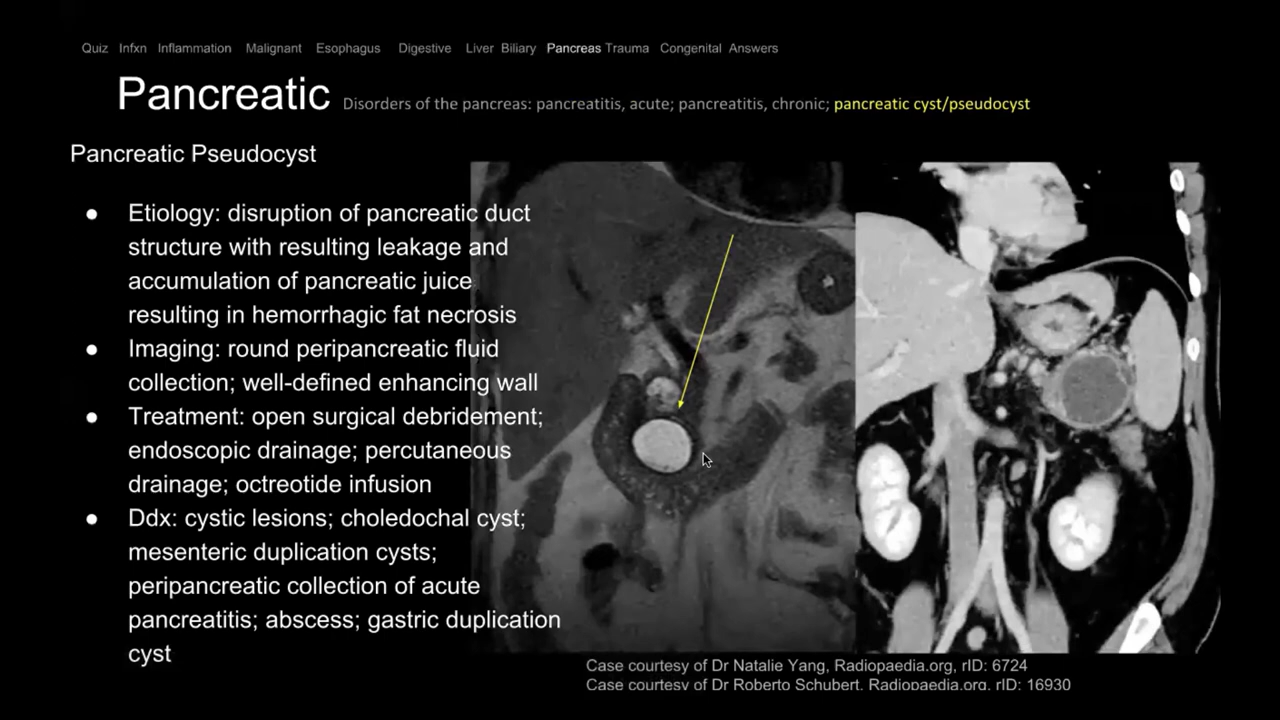 Quiz Infxn Inflammation Malignant Esophagus Digestive Liver Biliary Pancreas Trauma Congenital Answers
Pancreatic Disorders of the pancreas: pancreatitis, acute; pancreatitis, chronic; pancreatic cyst/pseudocyst
Pancreatic Pseudocyst
● Etiology: disruption of pancreatic duct
structure with resulting leakage and
accumulation of pancreatic juice
resulting in hemorrhagic fat necrosis
● Imaging: round peripancreatic fluid
collection; well-defined enhancing wall
● Treatment: open surgical debridement;
endoscopic drainage; percutaneous
drainage; octreotide infusion
● Ddx: cystic lesions; choledochal cyst;
mesenteric duplication cysts;
peripancreatic collection of acute
pancreatitis; abscess; gastric duplication
cyst
Case courtesy of Dr Natalie Yang, Radiopaedia.org, rID: 6724
Case courtesy of Dr Roberto Schubert, Radiopaedia.org, rID: 16930